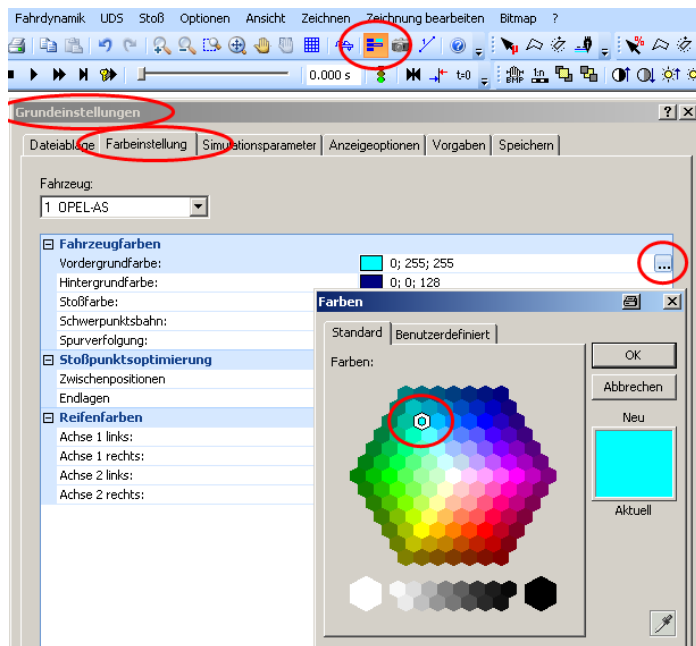 Fahrdynamik UDS Stoß Optionen Ansicht Zeichnen Zeichnung bearbeiten Bitmap ?
0.000 s t=0 BMP 1n
Grundeinstellungen
Dateiablage Farbeinstellung Simulationsparameter Anzeigeoptionen Vorgaben Speichern
Fahrzeug:
1 OPEL-AS
Fahrzeugfarben
Vordergrundfarbe: 0; 255; 255 ...
Hintergrundfarbe: 0; 0; 128
Stoßfarbe:
Schwerpunktsbahn:
Spurverfolgung:
Stoßpunktsoptimierung
Zwischenpositionen
Endlagen
Reifenfarben
Achse 1 links:
Achse 1 rechts:
Achse 2 links:
Achse 2 rechts:
Farben
Standard Benutzerdefiniert
Farben:
OK
Abbrechen
Neu
Aktuell